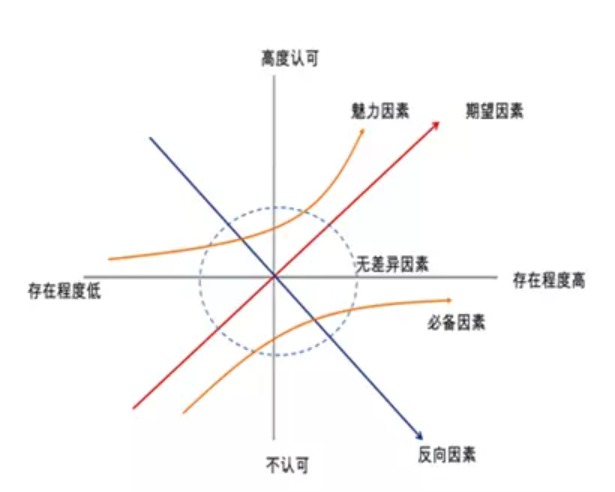 高度认可
魅力因素
期望因素
无差异因素
存在程度低
存在程度高
必备因素
反向因素
不认可